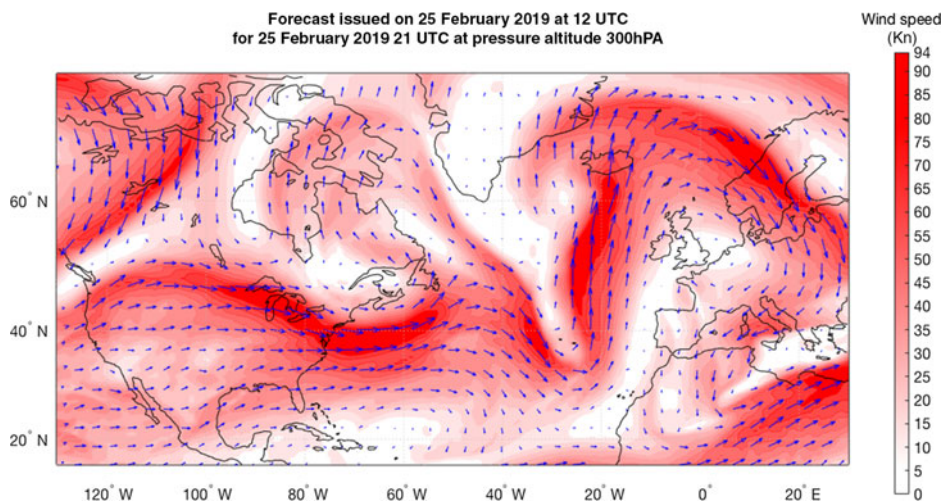 Forecast issued on 25 February 2019 at 12 UTC
for 25 February 2019 21 UTC at pressure altitude 300hPA
Wind speed
(Kn)
94
90
85
80
75
70
65
60
55
50
45
40
35
30
25
20
15
10
5
0
60° N
40° N
20° N
120° W 100° W 80° W 60° W 40° W 20° W 0° 20° E